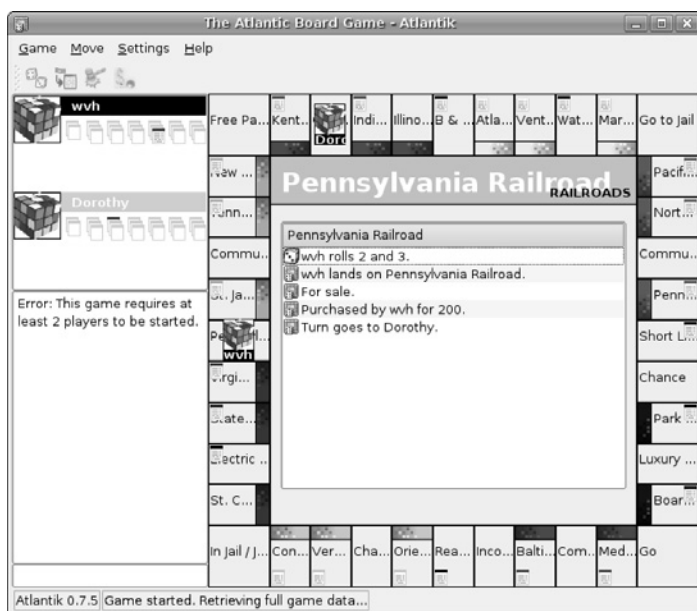 The Atlantic Board Game - Atlantik
Game Move Settings Help
wvh
Dorothy
Error: This game requires at
least 2 players to be started.
Free Pa...
Kent...
Indi...
Illino...
B & ...
Atla...
Vent...
Wat...
Mar...
Go to Jail
Commu...
wvh
Virgi...
State...
Electric ...
St. C...
Pennsylvania Railroad
RAILROADS
Pennsylvania Railroad
wvh rolls 2 and 3.
wvh lands on Pennsylvania Railroad.
For sale.
Purchased by wvh for 200.
Turn goes to Dorothy.
Pacif...
Nort...
Commu...
Penn...
Short L...
Chance
Park ...
Luxury ...
Boar...
In Jail / J...
Con...
Ver...
Cha...
Orie...
Rea...
Inco...
Balti...
Com...
Med...
Go
Atlantik 0.7.5 Game started. Retrieving full game data...